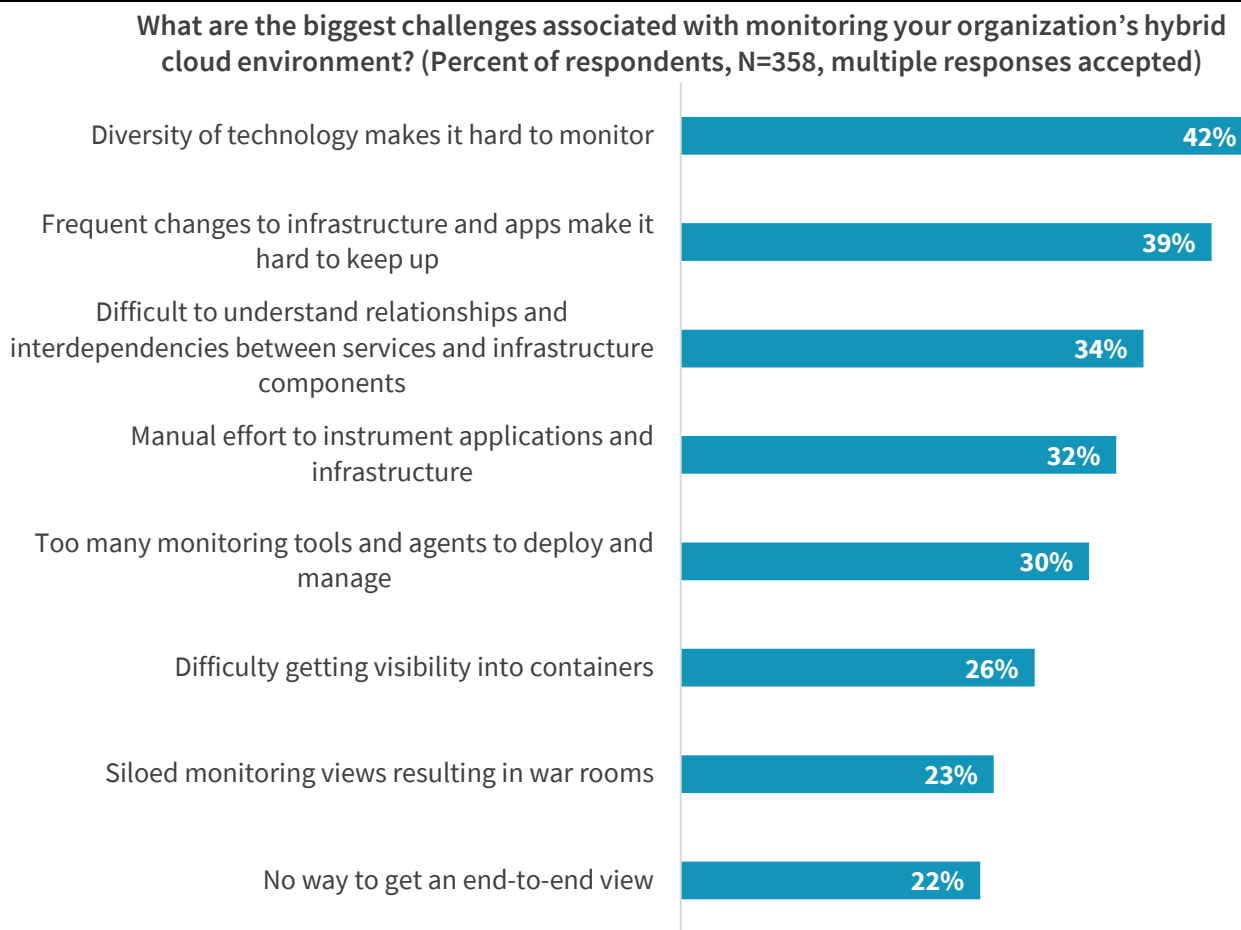 What are the biggest challenges associated with monitoring your organization’s hybrid
cloud environment? (Percent of respondents, N=358, multiple responses accepted)
Diversity of technology makes it hard to monitor
42%
Frequent changes to infrastructure and apps make it
hard to keep up
39%
Difficult to understand relationships and
interdependencies between services and infrastructure
components
34%
Manual effort to instrument applications and
infrastructure
32%
Too many monitoring tools and agents to deploy and
manage
30%
Difficulty getting visibility into containers
26%
Siloed monitoring views resulting in war rooms
23%
No way to get an end-to-end view
22%